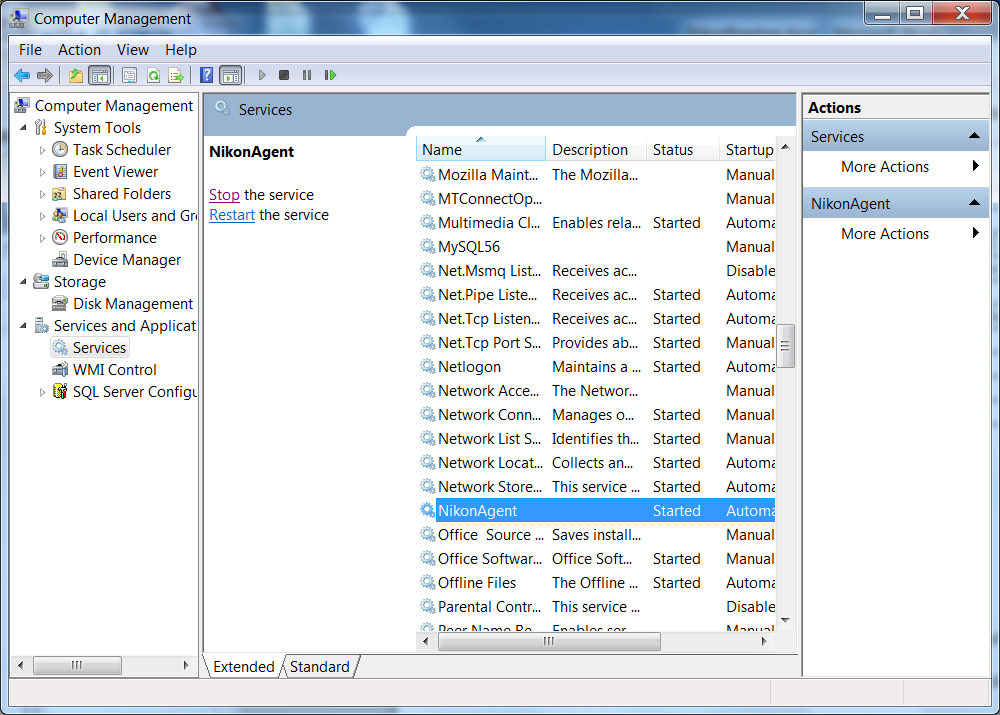 Computer Management
File Action View Help
Computer Management
System Tools
Task Scheduler
Event Viewer
Shared Folders
Local Users and Gr
Performance
Device Manager
Storage
Disk Management
Services and Applicat
Services
WMI Control
SQL Server Configu
Services
NikonAgent
Stop the service
Restart the service
Name Description Status Startup
Mozilla Maint... The Mozilla... Manual
MTConnectOp... Manual
Multimedia Cl... Enables rela... Started Automa
MySQL56 Manual
Net.Msmq List... Receives ac... Disable
Net.Pipe Liste... Receives ac... Started Automa
Net.Tcp Listen... Receives ac... Started Automa
Net.Tcp Port S... Provides ab... Started Automa
Netlogon Maintains a ... Started Automa
Network Acce... The Networ... Manual
Network Conn... Manages o... Started Manual
Network List S... Identifies th... Started Manual
Network Locat... Collects an... Started Automa
Network Store... This service ... Started Automa
NikonAgent Started Automa
Office Source ... Saves install... Manual
Office Softwar... Office Soft... Started Manual
Offline Files The Offline ... Started Automa
Parental Contr... This service ... Disable
Peer Name Re... Enables ser... Manual
Extended Standard
Actions
Services
More Actions
NikonAgent
More Actions